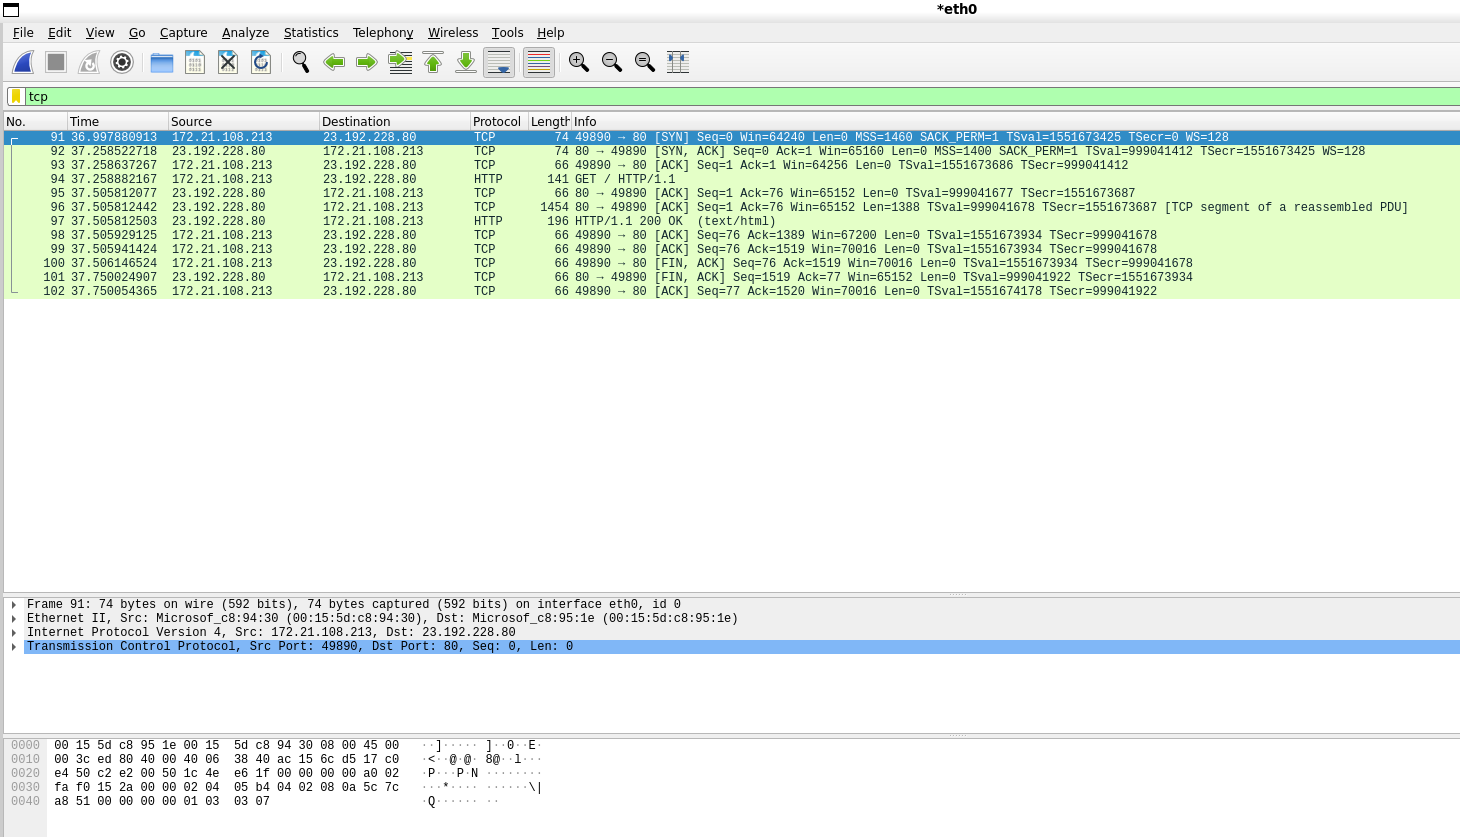 *eth0
File Edit View Go Capture Analyze Statistics Telephony Wireless Tools Help
tcp
No. Time Source Destination Protocol Length Info
91 36.997880913 172.21.108.213 23.192.228.80 TCP 74 49890 → 80 [SYN] Seq=0 Win=64240 Len=0 MSS=1460 SACK_PERM=1 TSval=1551673425 TSecr=0 WS=128
92 37.258522718 23.192.228.80 172.21.108.213 TCP 74 80 → 49890 [SYN, ACK] Seq=0 Ack=1 Win=65160 Len=0 MSS=1400 SACK_PERM=1 TSval=999041412 TSecr=1551673425 WS=128
93 37.258637267 172.21.108.213 23.192.228.80 TCP 66 49890 → 80 [ACK] Seq=1 Ack=1 Win=64256 Len=0 TSval=1551673686 TSecr=999041412
94 37.258882167 172.21.108.213 23.192.228.80 HTTP 141 GET / HTTP/1.1
95 37.505812077 23.192.228.80 172.21.108.213 TCP 66 80 → 49890 [ACK] Seq=1 Ack=76 Win=65152 Len=0 TSval=999041677 TSecr=1551673687
96 37.505812442 23.192.228.80 172.21.108.213 TCP 1454 80 → 49890 [ACK] Seq=1 Ack=76 Win=65152 Len=1388 TSval=999041678 TSecr=1551673687 [TCP segment of a reassembled PDU]
97 37.505812503 23.192.228.80 172.21.108.213 HTTP 196 HTTP/1.1 200 OK  (text/html)
98 37.505929125 172.21.108.213 23.192.228.80 TCP 66 49890 → 80 [ACK] Seq=76 Ack=1389 Win=67200 Len=0 TSval=1551673934 TSecr=999041678
99 37.505941424 172.21.108.213 23.192.228.80 TCP 66 49890 → 80 [ACK] Seq=76 Ack=1519 Win=70016 Len=0 TSval=1551673934 TSecr=999041678
100 37.506146524 172.21.108.213 23.192.228.80 TCP 66 49890 → 80 [FIN, ACK] Seq=76 Ack=1519 Win=70016 Len=0 TSval=1551673934 TSecr=999041678
101 37.750024907 23.192.228.80 172.21.108.213 TCP 66 80 → 49890 [FIN, ACK] Seq=1519 Ack=77 Win=65152 Len=0 TSval=999041922 TSecr=1551673934
102 37.750054365 172.21.108.213 23.192.228.80 TCP 66 49890 → 80 [ACK] Seq=77 Ack=1520 Win=70016 Len=0 TSval=1551674178 TSecr=999041922
Frame 91: 74 bytes on wire (592 bits), 74 bytes captured (592 bits) on interface eth0, id 0
Ethernet II, Src: Microsof_c8:94:30 (00:15:5d:c8:94:30), Dst: Microsof_c8:95:1e (00:15:5d:c8:95:1e)
Internet Protocol Version 4, Src: 172.21.108.213, Dst: 23.192.228.80
Transmission Control Protocol, Src Port: 49890, Dst Port: 80, Seq: 0, Len: 0
0000 00 15 5d c8 95 1e 00 15 5d c8 94 30 08 00 45 00 ··]····· ]··0··E·
0010 00 3c ed 80 40 00 40 06 38 40 ac 15 6c d5 17 c0 ·<··@·@· 8@··l···
0020 e4 50 c2 e2 00 50 1c 4e e6 1f 00 00 00 00 a0 02 ·P···P·N ········
0030 fa f0 15 2a 00 00 02 04 05 b4 04 02 08 0a 5c 7c ···*···· ······\|
0040 a8 51 00 00 00 00 01 03 03 07 ·Q······ ··